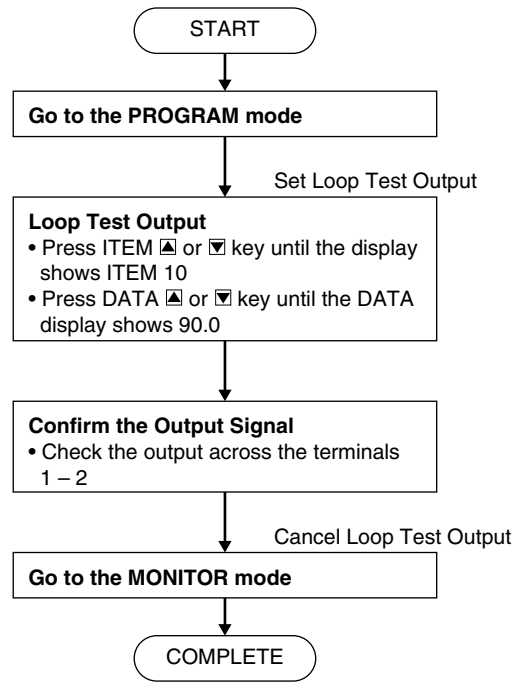 START
Go to the PROGRAM mode
Set Loop Test Output
Loop Test Output
• Press ITEM ▲ or ▼ key until the display
shows ITEM 10
• Press DATA ▲ or ▼ key until the DATA
display shows 90.0
Confirm the Output Signal
• Check the output across the terminals
1 – 2
Cancel Loop Test Output
Go to the MONITOR mode
COMPLETE